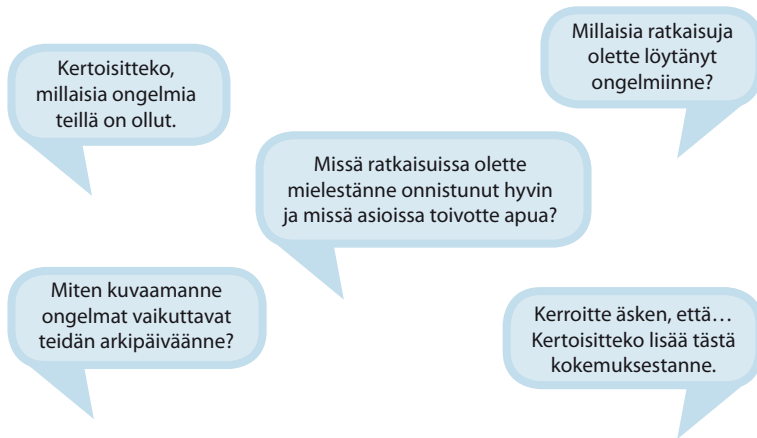 Kertoisitteko,
millaisia ongelmia
teillä on ollut.
Millaisia ratkaisuja
olette löytänyt
ongelmiinne?
Missä ratkaisuissa olette
mielestänne onnistunut hyvin
ja missä asioissa toivotte apua?
Miten kuvaamanne
ongelmat vaikuttavat
teidän arkipäiväänne?
Kerroitte äsken, että…
Kertoisitteko lisää tästä
kokemuksestanne.